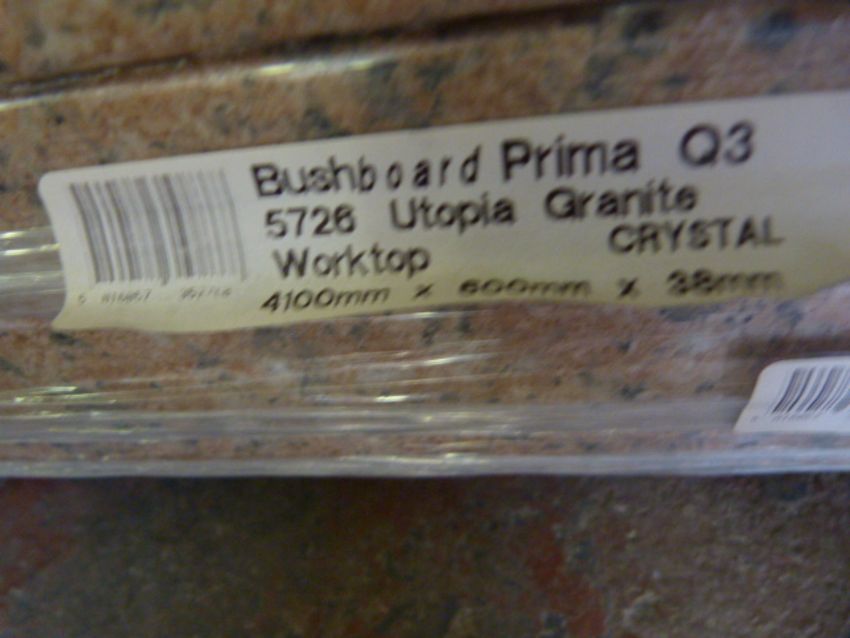 Bushboard Prima Q3
5726 Utopia Granite
Worktop CRYSTAL
4100mm x 600mm x 38mm